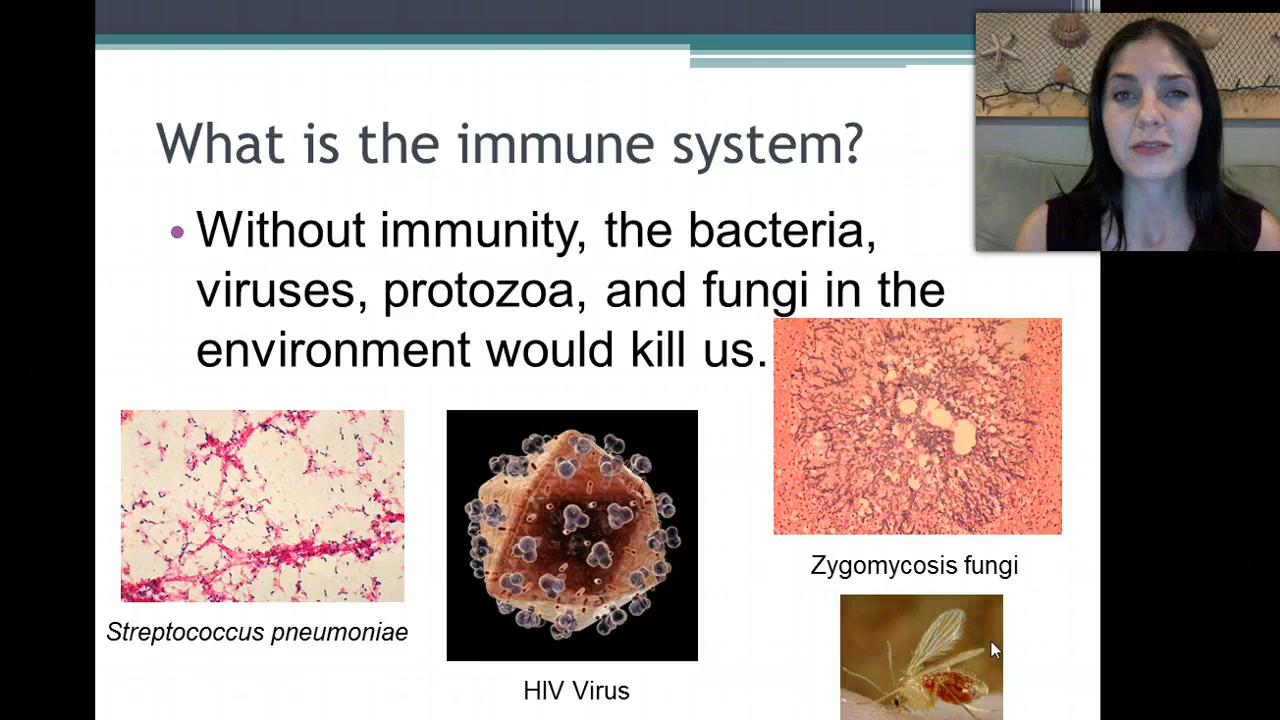 What is the immune system?
• Without immunity, the bacteria,
viruses, protozoa, and fungi in the
environment would kill us.
Zygomycosis fungi
Streptococcus pneumoniae
HIV Virus